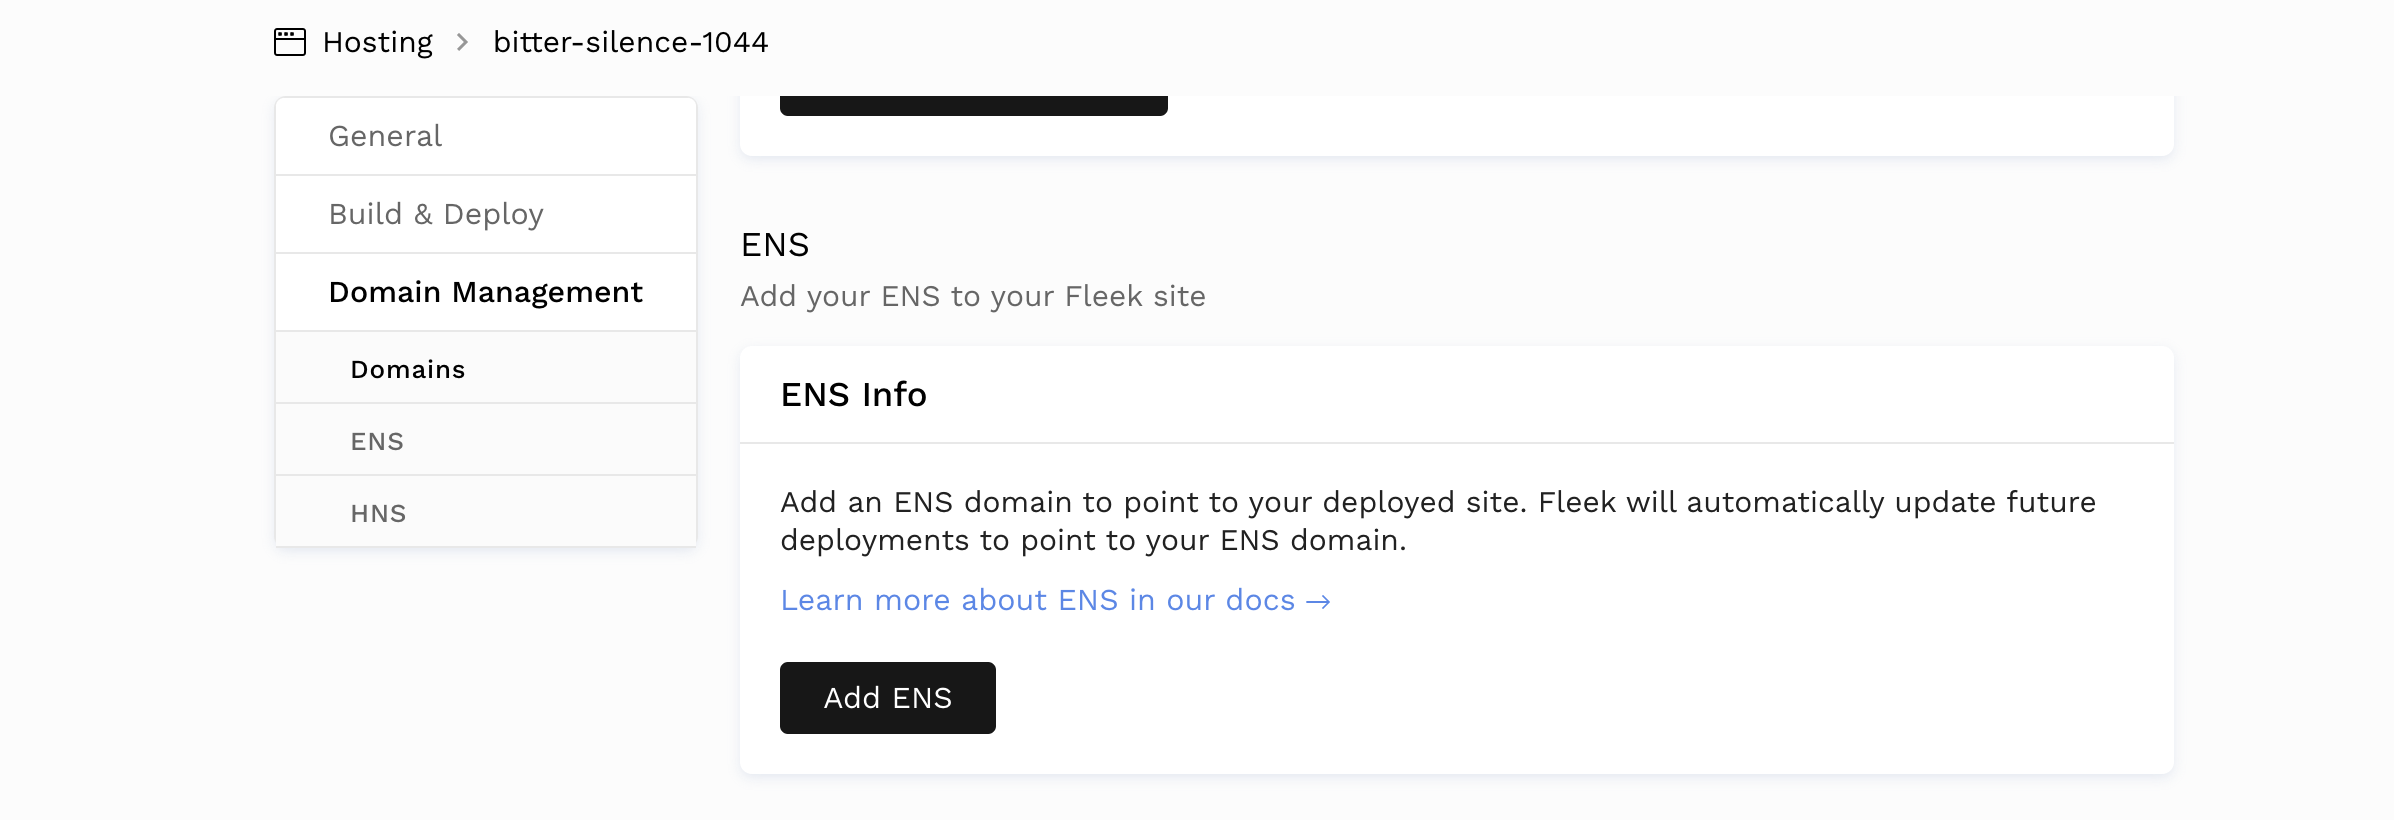 Hosting > bitter-silence-1044
General
Build & Deploy
Domain Management
Domains
ENS
HNS
ENS
Add your ENS to your Fleek site
ENS Info
Add an ENS domain to point to your deployed site. Fleek will automatically update future
deployments to point to your ENS domain.
Learn more about ENS in our docs →
Add ENS